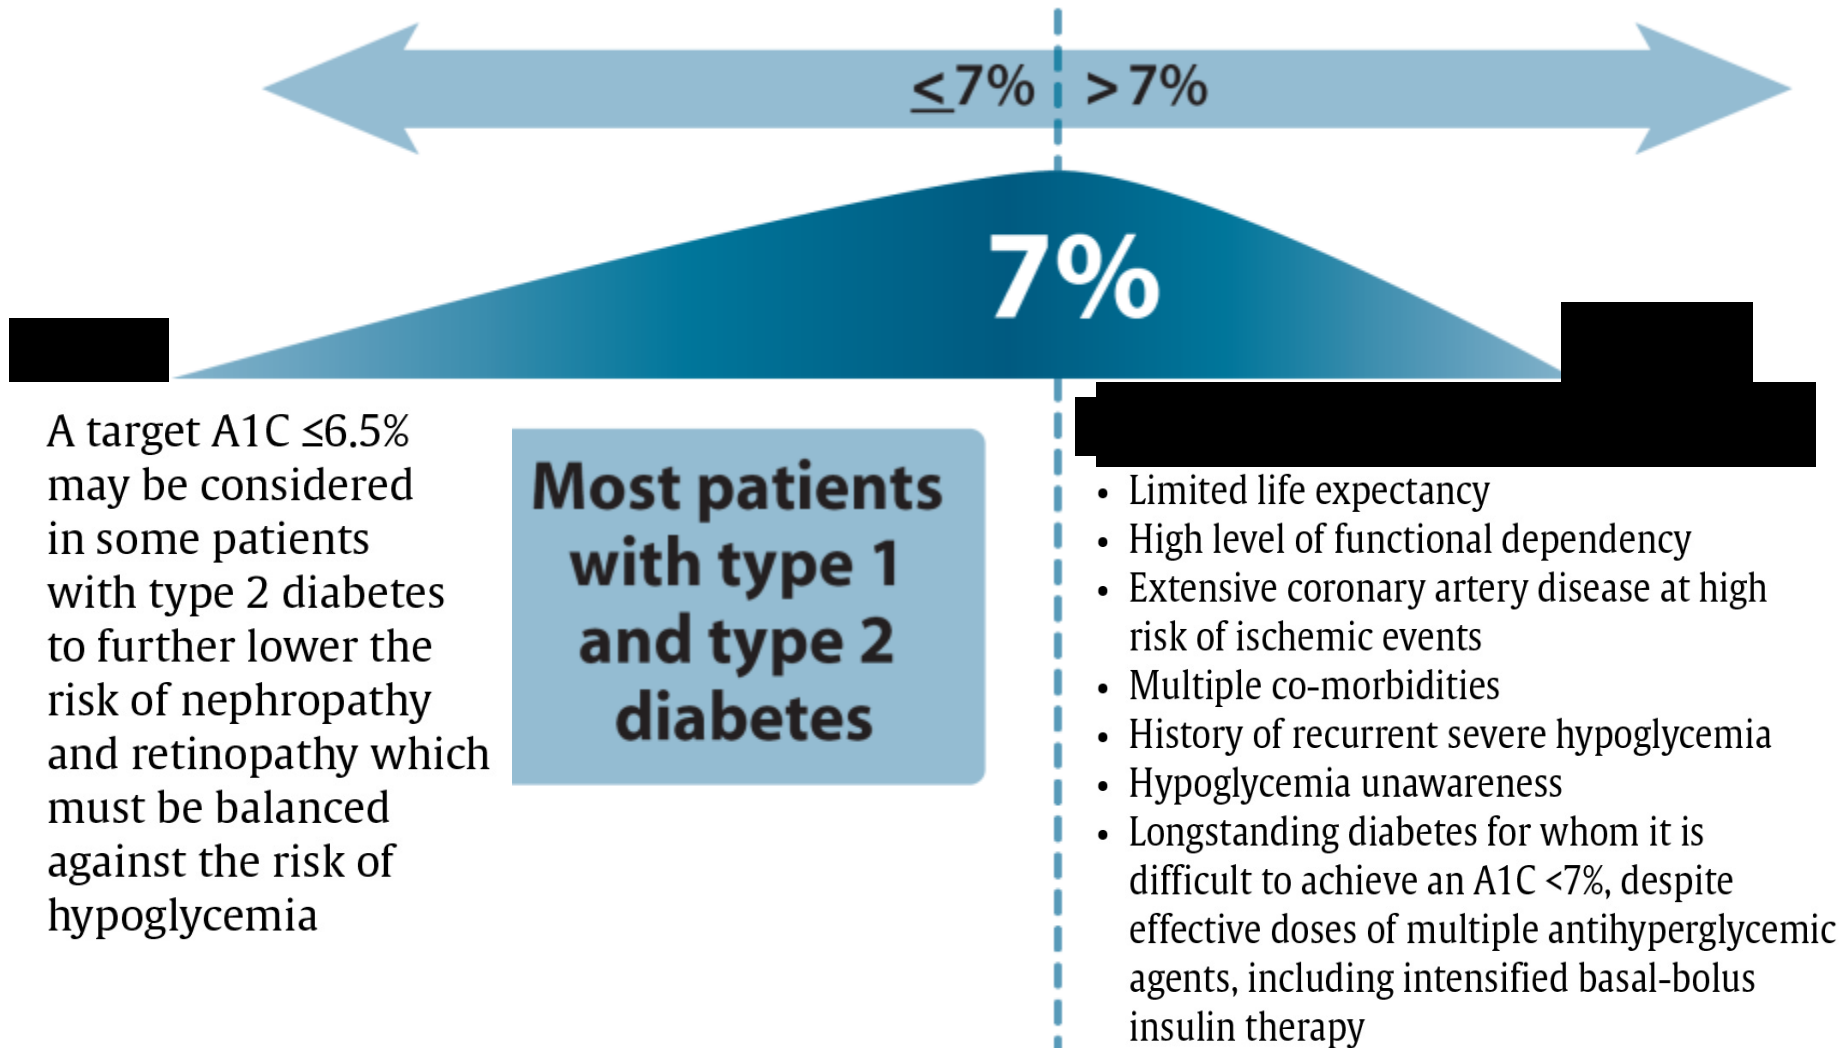 ≤7% > 7%
7%
A target A1C ≤6.5%
may be considered
in some patients
with type 2 diabetes
to further lower the
risk of nephropathy
and retinopathy which
must be balanced
against the risk of
hypoglycemia
Most patients
with type 1
and type 2
diabetes
• Limited life expectancy
• High level of functional dependency
• Extensive coronary artery disease at high
risk of ischemic events
• Multiple co-morbidities
• History of recurrent severe hypoglycemia
• Hypoglycemia unawareness
• Longstanding diabetes for whom it is
difficult to achieve an A1C <7%, despite
effective doses of multiple antihyperglycemic
agents, including intensified basal-bolus
insulin therapy